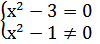 x² − 3 = 0
x² − 1 ≠ 0